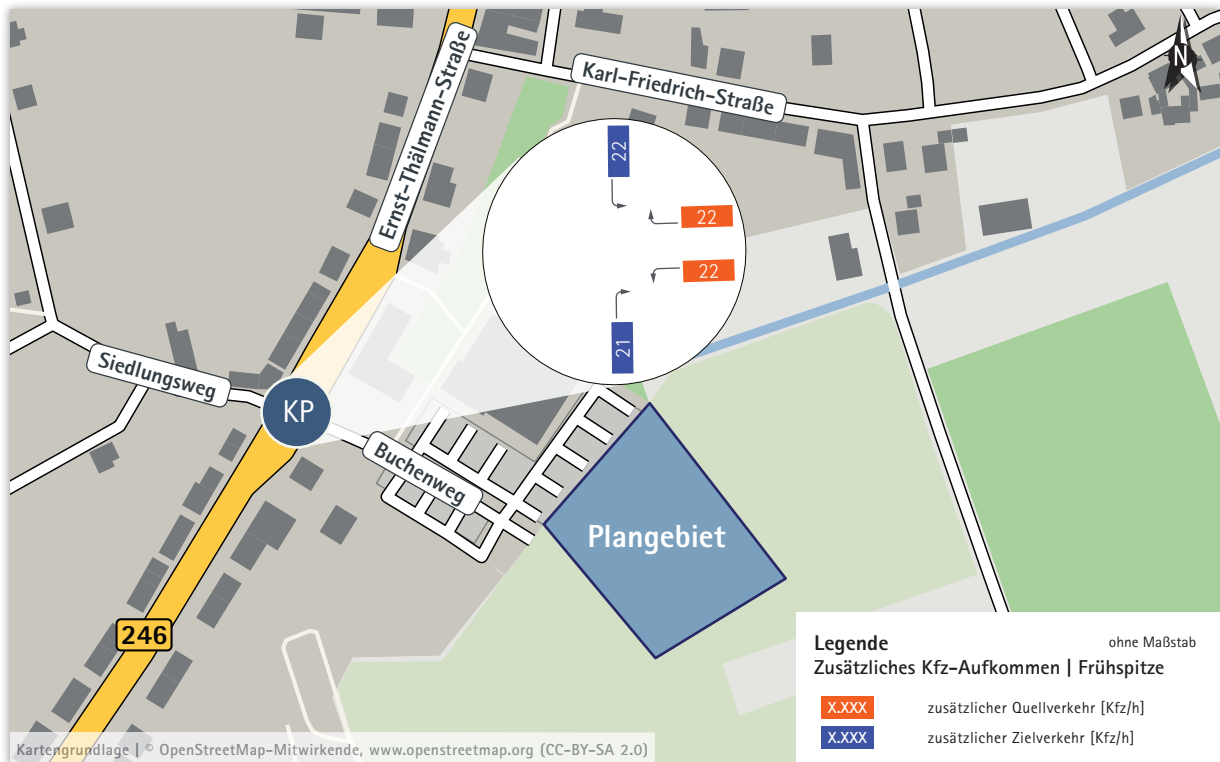 Ernst-Thälmann-Straße
Karl-Friedrich-Straße
N
22
22
22
21
Siedlungsweg
KP
Buchenweg
Plangebiet
246
Legende
ohne Maßstab
Zusätzliches Kfz-Aufkommen | Frühspitze
X.XXX zusätzlicher Quellverkehr [Kfz/h]
X.XXX zusätzlicher Zielverkehr [Kfz/h]
Kartengrundlage | © OpenStreetMap-Mitwirkende, www.openstreetmap.org (CC-BY-SA 2.0)